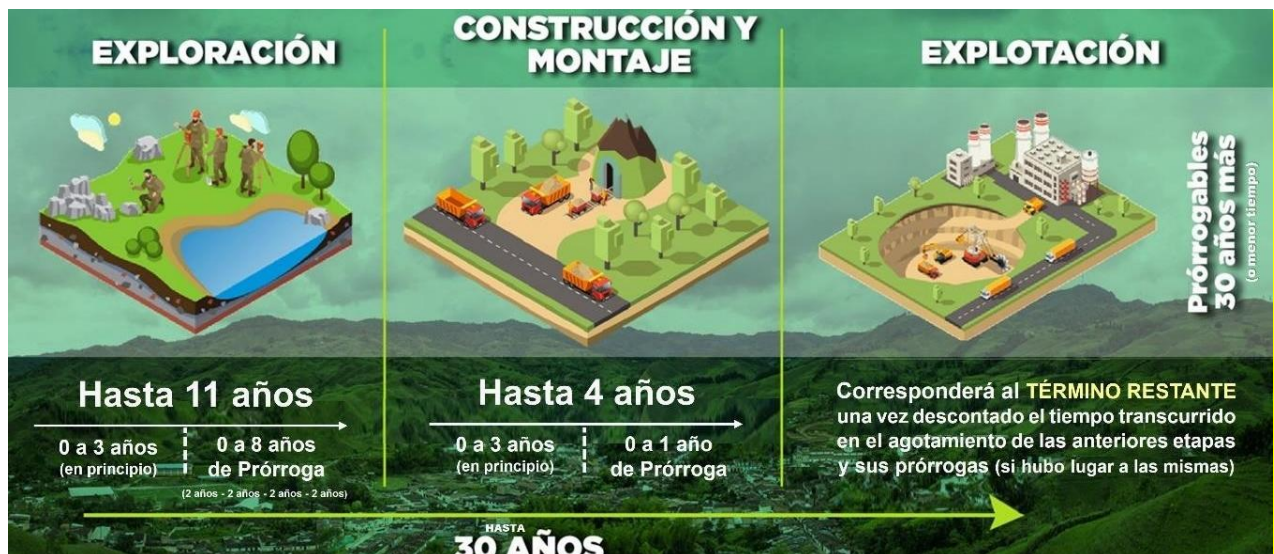 EXPLORACIÓN
Hasta 11 años
0 a 3 años
(en principio)
0 a 8 años
de Prórroga
(2 años - 2 años - 2 años - 2 años)
CONSTRUCCIÓN Y
MONTAJE
Hasta 4 años
0 a 3 años
(en principio)
0 a 1 año
de Prórroga
EXPLOTACIÓN
Prórrogables
30 años más
(o menor tiempo)
Corresponderá al TÉRMINO RESTANTE
una vez descontado el tiempo transcurrido
en el agotamiento de las anteriores etapas
y sus prórrogas (si hubo lugar a las mismas)
HASTA
30 AÑOS